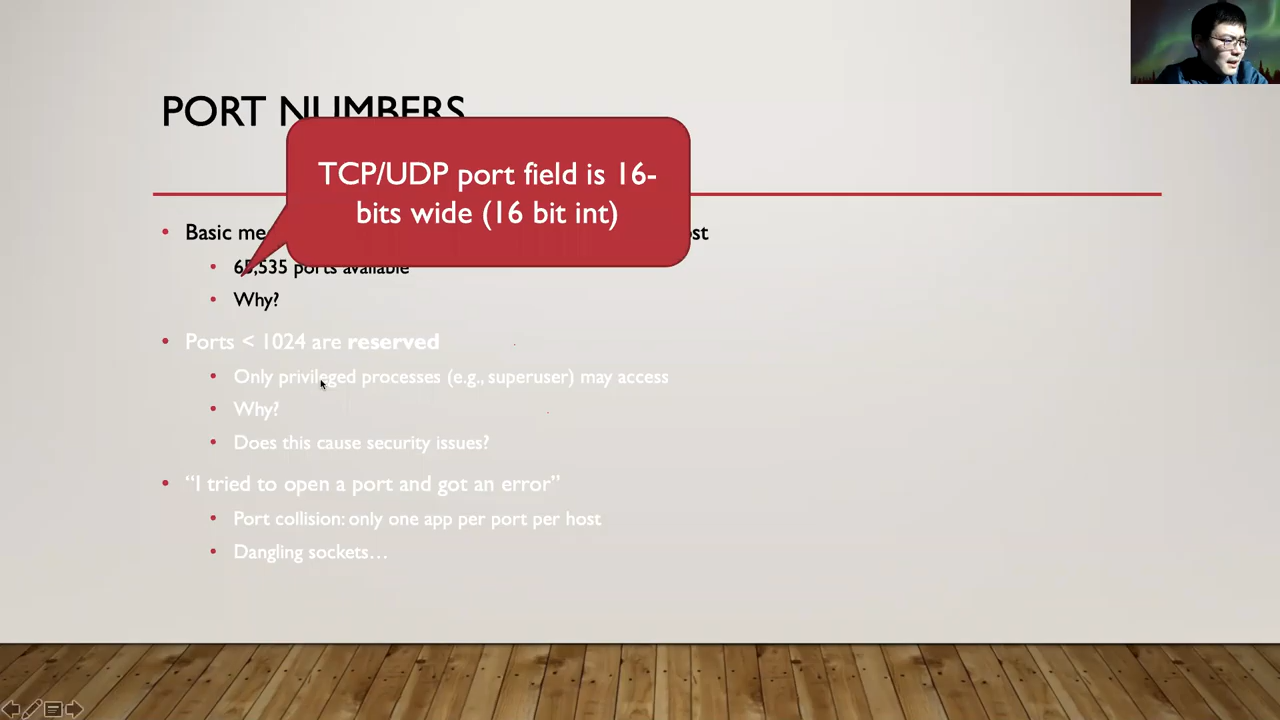 PORT NUMBERS
TCP/UDP port field is 16-
bits wide (16 bit int)
Basic
65,535 ports available
Why?
Ports < 1024 are reserved
Only privileged processes (e.g., superuser) may access
Why?
Does this cause security issues?
“I tried to open a port and got an error”
Port collision: only one app per port per host
Dangling sockets…